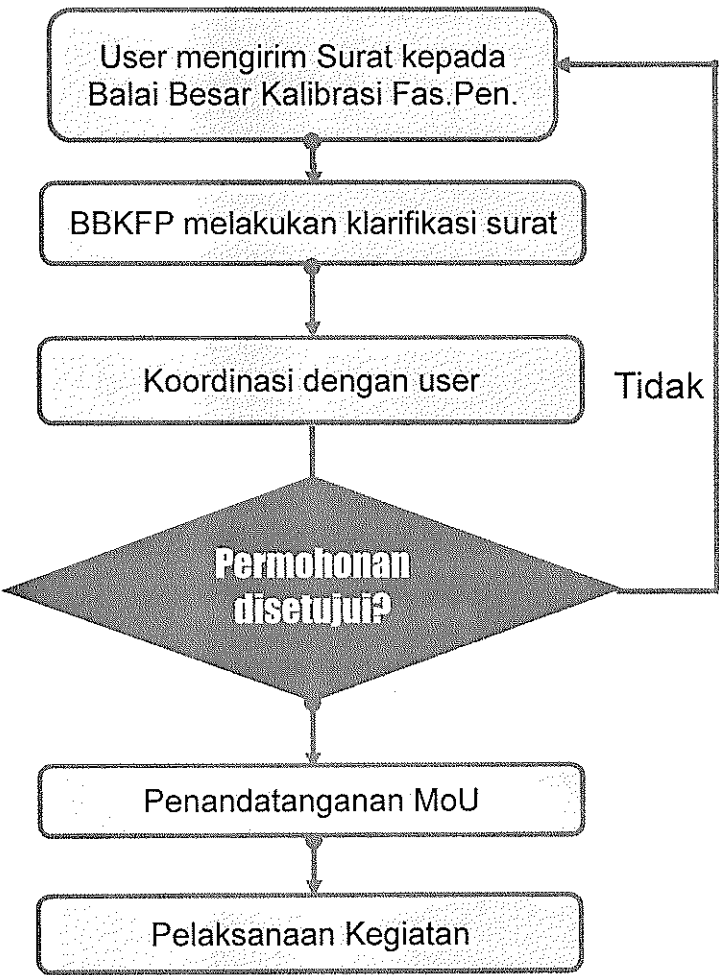 User mengirim Surat kepada
Balai Besar Kalibrasi Fas.Pen.
BBKFP melakukan klarifikasi surat
Koordinasi dengan user
Tidak
Permohonan
disetujui?
Penandatanganan MoU
Pelaksanaan Kegiatan